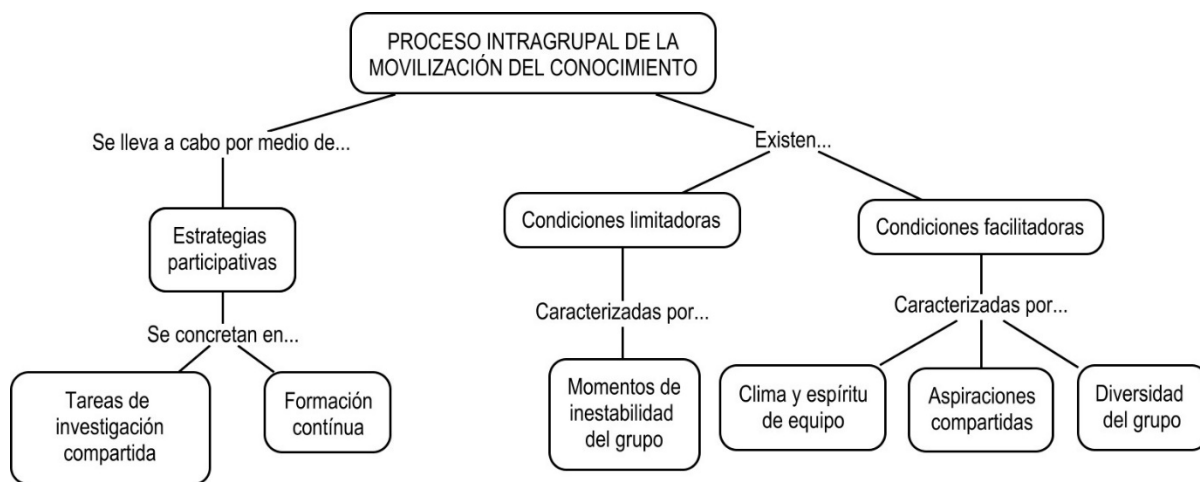 PROCESO INTRAGRUPAL DE LA
MOVILIZACIÓN DEL CONOCIMIENTO
Se lleva a cabo por medio de...
Existen...
Estrategias
participativas
Condiciones limitadoras
Condiciones facilitadoras
Se concretan en...
Caracterizadas por...
Caracterizadas por...
Tareas de
investigación
compartida
Formación
contínua
Momentos de
inestabilidad
del grupo
Clima y espíritu
de equipo
Aspiraciones
compartidas
Diversidad
del grupo